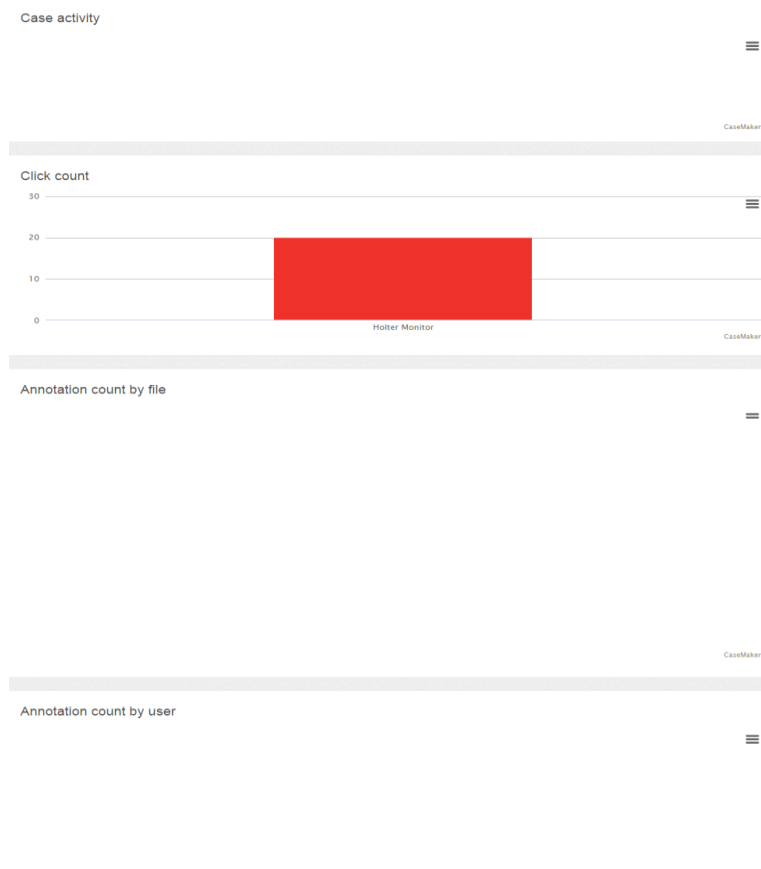 Case activity
CaseMaker
Click count
30
20
10
0
Holter Monitor
CaseMaker
Annotation count by file
CaseMaker
Annotation count by user